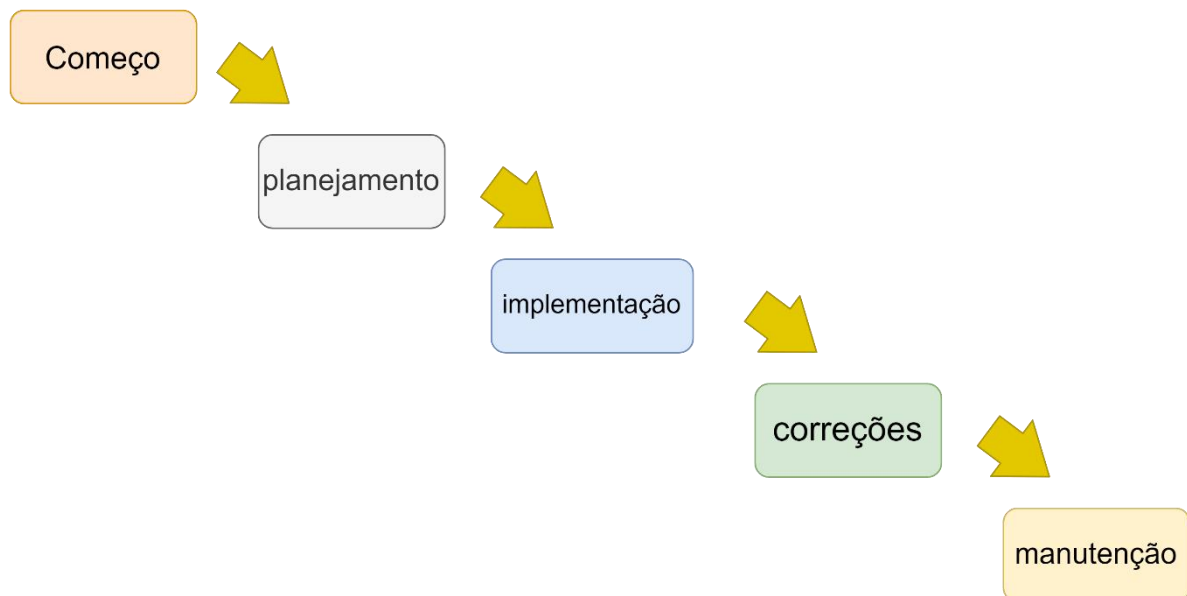 Começo
planejamento
implementação
correções
manutenção